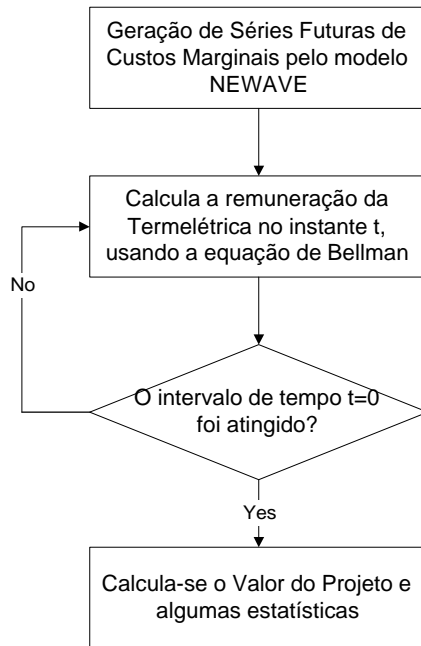 Geração de Séries Futuras de
Custos Marginais pelo modelo
NEWAVE
Calcula a remuneração da
Termelétrica no instante t,
usando a equação de Bellman
No
O intervalo de tempo t=0
foi atingido?
Yes
Calcula-se o Valor do Projeto e
algumas estatísticas